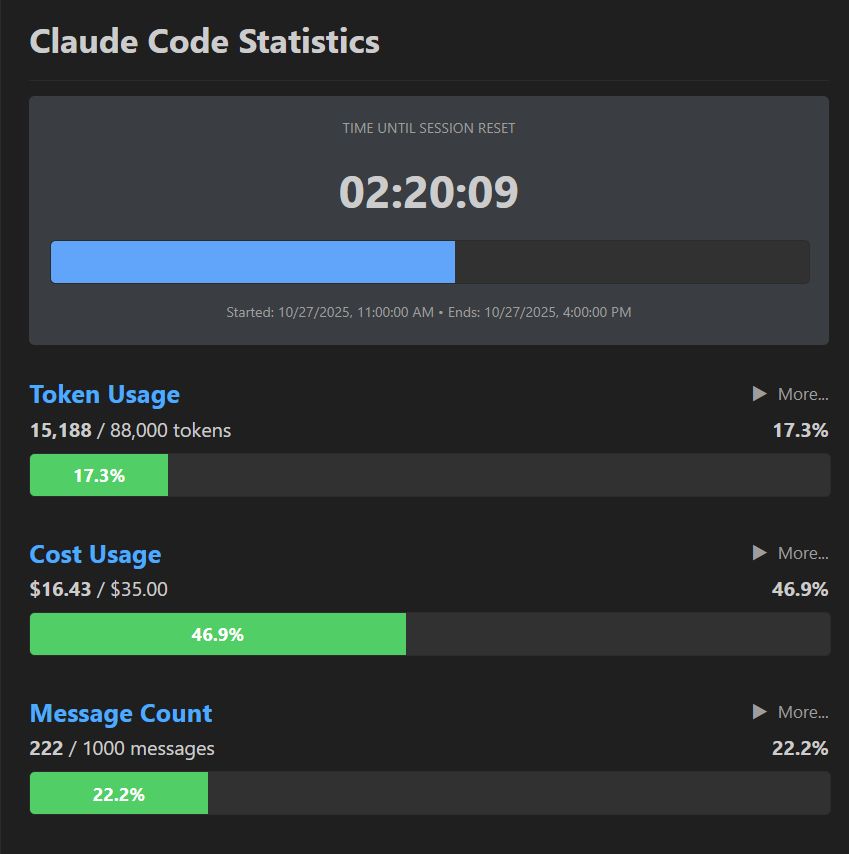 Claude Code Statistics
TIME UNTIL SESSION RESET
02:20:09
Started: 10/27/2025, 11:00:00 AM • Ends: 10/27/2025, 4:00:00 PM
Token Usage ▶ More...
15,188 / 88,000 tokens 17.3%
17.3%
Cost Usage ▶ More...
$16.43 / $35.00 46.9%
46.9%
Message Count ▶ More...
222 / 1000 messages 22.2%
22.2%